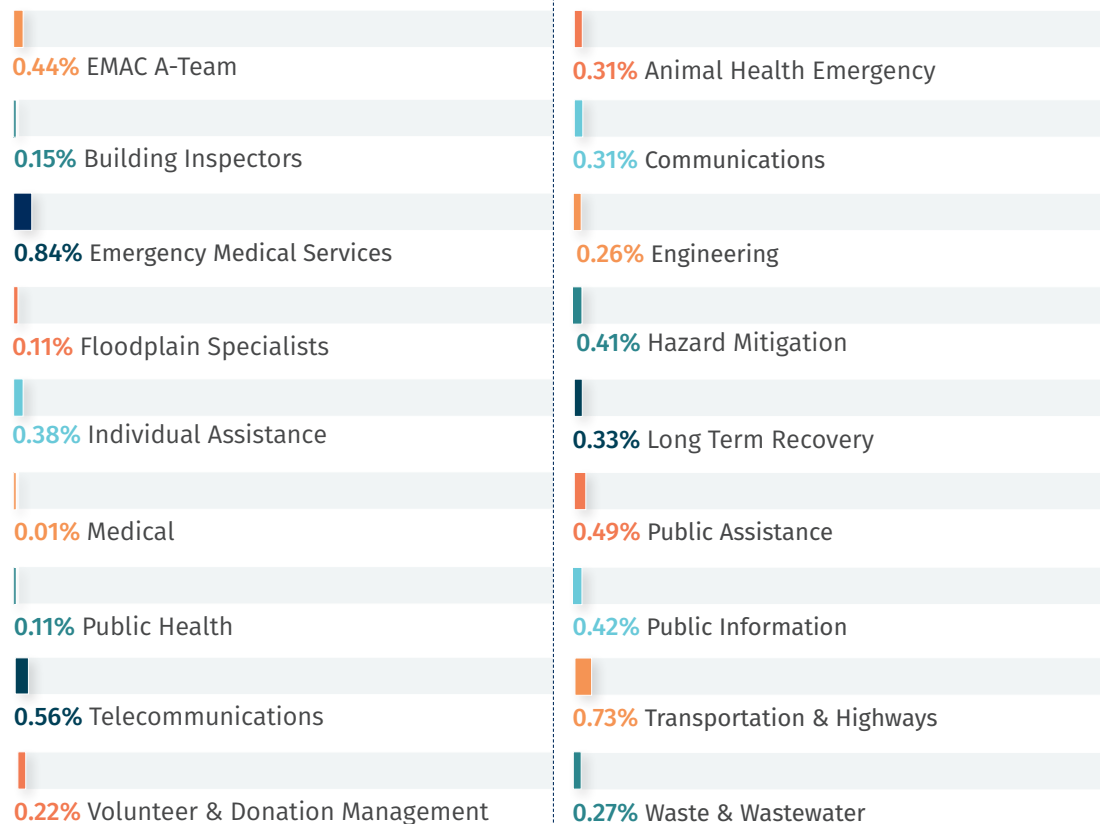 0.44% EMAC A-Team
0.15% Building Inspectors
0.84% Emergency Medical Services
0.11% Floodplain Specialists
0.38% Individual Assistance
0.01% Medical
0.11% Public Health
0.56% Telecommunications
0.22% Volunteer & Donation Management
0.31% Animal Health Emergency
0.31% Communications
0.26% Engineering
0.41% Hazard Mitigation
0.33% Long Term Recovery
0.49% Public Assistance
0.42% Public Information
0.73% Transportation & Highways
0.27% Waste & Wastewater